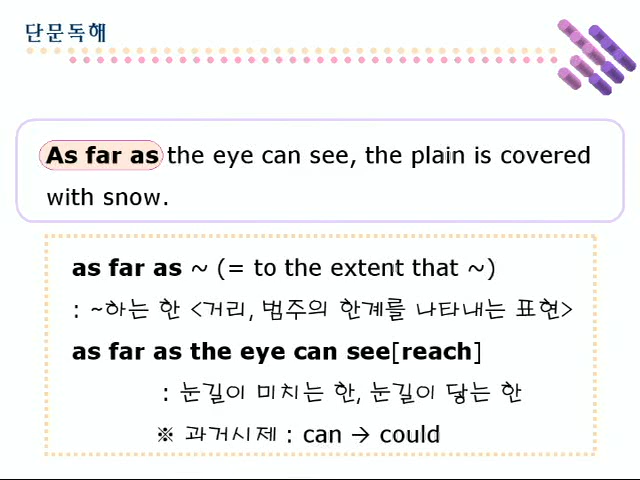 단문독해
As far as the eye can see, the plain is covered
with snow.
as far as ~ (= to the extent that ~)
: ~하는 한 <거리, 범주의 한계를 나타내는 표현>
as far as the eye can see[reach]
: 눈길이 미치는 한, 눈길이 닿는 한
※ 과거시제 : can → could